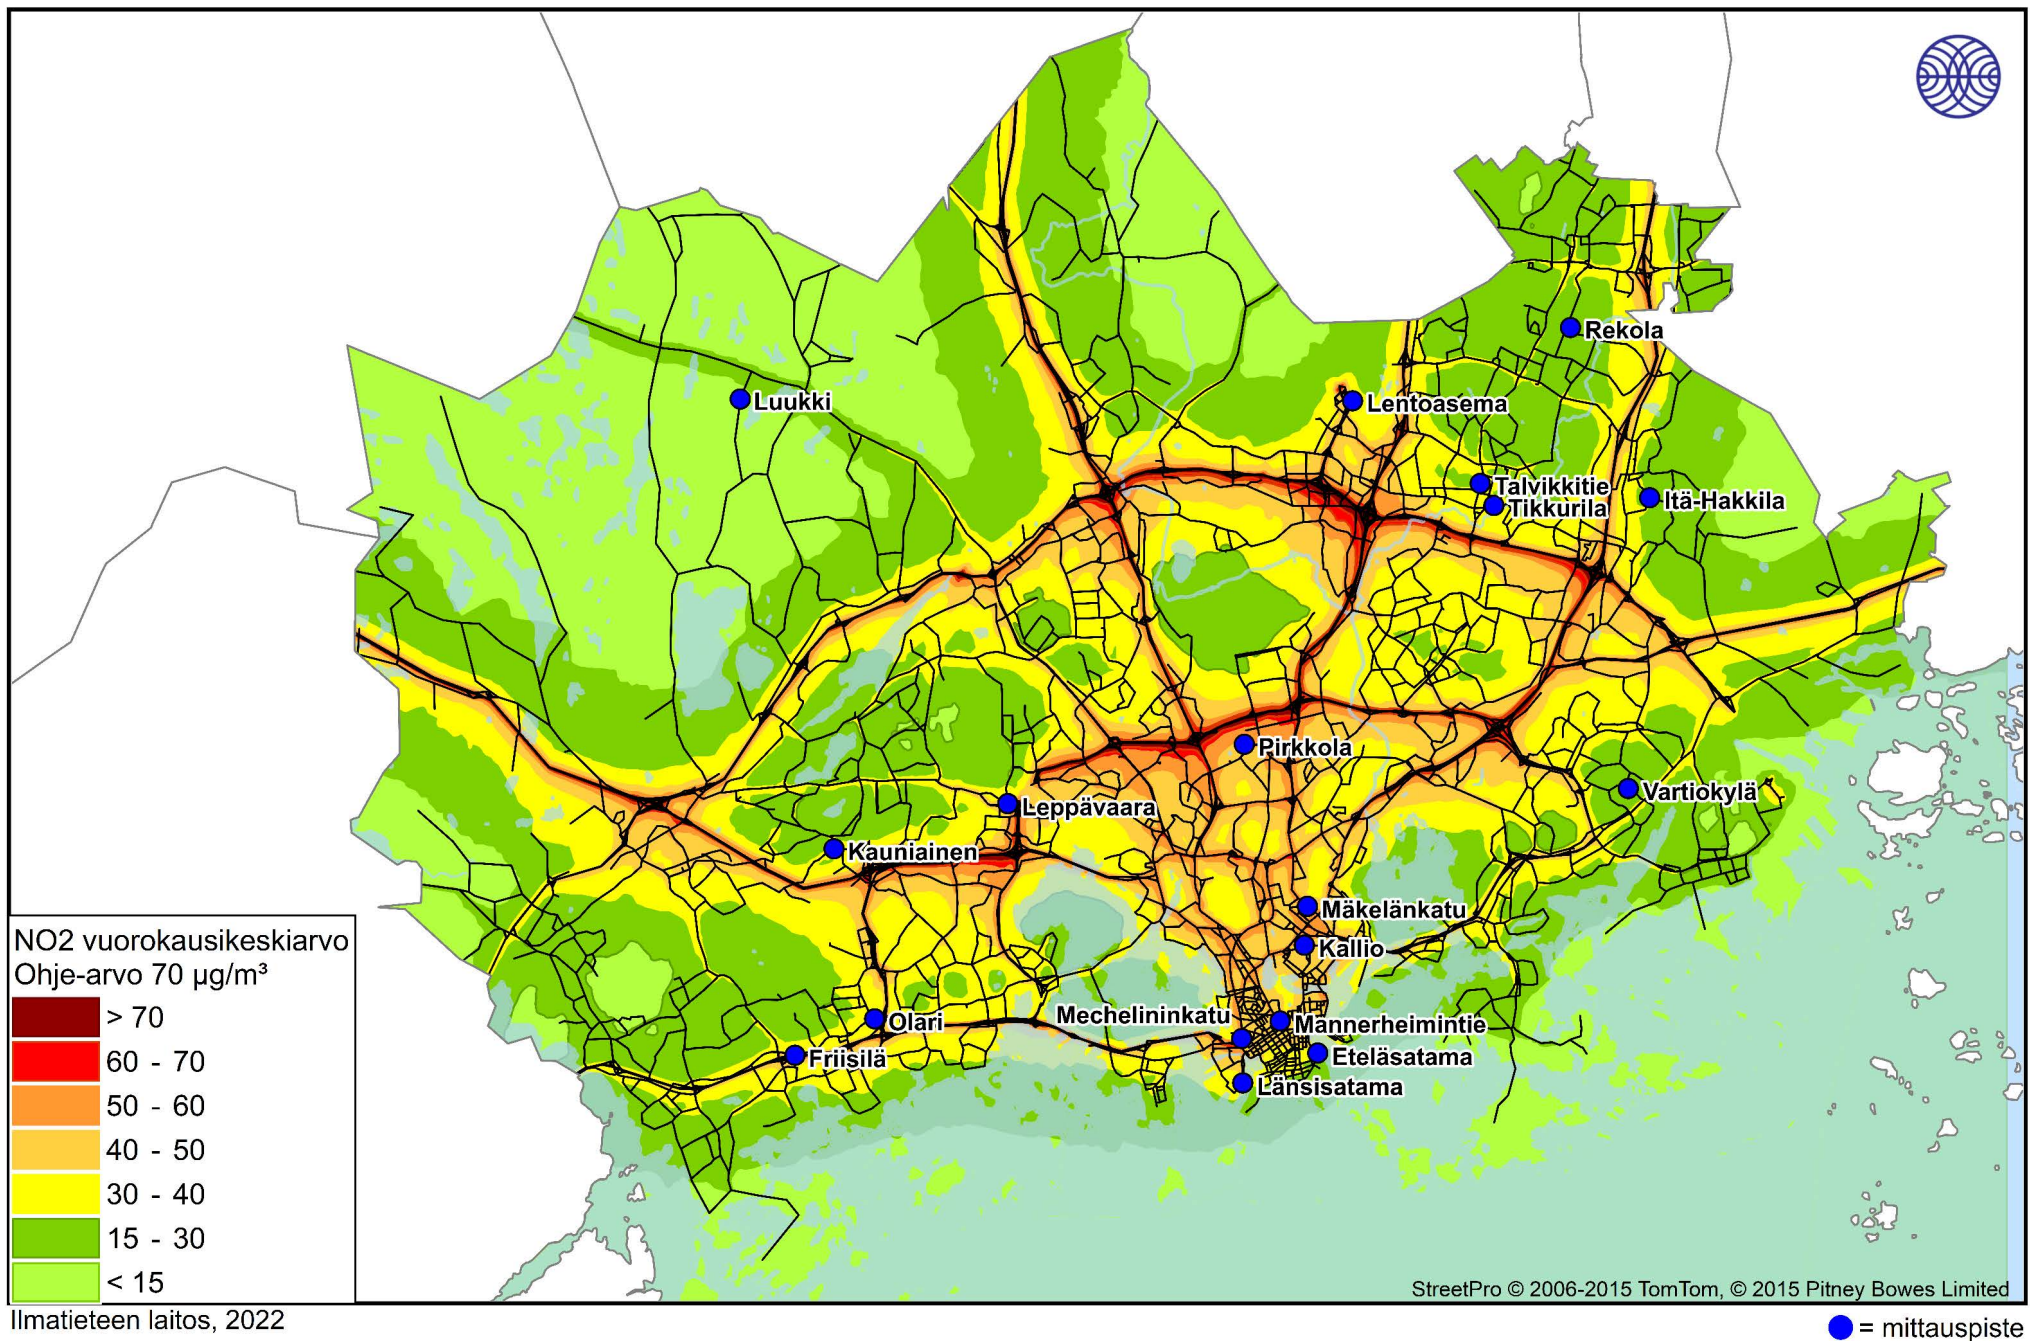 Rekola
Luukki
Lentoasema
Talvikkitie
Tikkurila
Itä-Hakkila
Pirkkola
Vartiokylä
Leppävaara
Kauniainen
Mäkelänkatu
Kallio
Mechelininkatu
Olari
Mannerheimintie
Friisilä
Eteläsatama
Länsisatama
NO2 vuorokausikeskiarvo
Ohje-arvo 70 µg/m³
> 70
60 - 70
50 - 60
40 - 50
30 - 40
15 - 30
< 15
StreetPro © 2006-2015 TomTom, © 2015 Pitney Bowes Limited
Ilmatieteen laitos, 2022
= mittauspiste